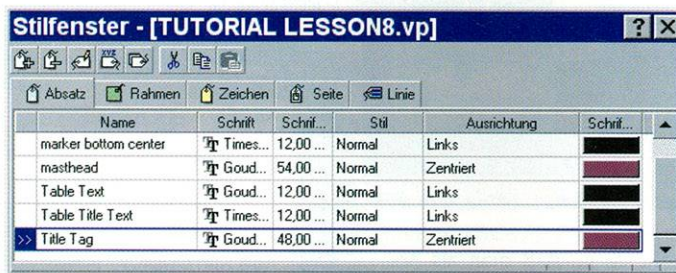 Stilfenster - [TUTORIAL LESSON8.vp]
Absatz Rahmen Zeichen Seite Linie
Name Schrift Schrif... Stil Ausrichtung Schrif...
marker bottom center Times... 12,00 ... Normal Links
masthead Goud... 54,00 ... Normal Zentriert
Table Text Goud... 12,00 ... Normal Links
Table Title Text Times... 12,00 ... Normal Links
>> Title Tag Goud... 48,00 ... Normal Zentriert